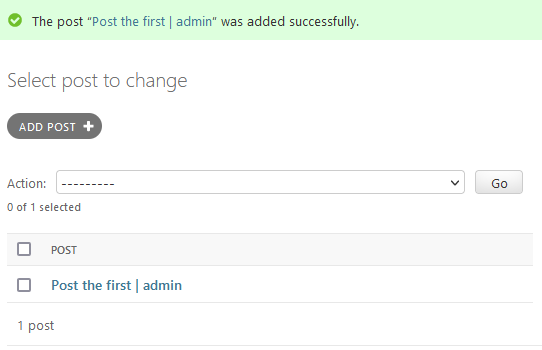 The post “Post the first | admin” was added successfully.
Select post to change
ADD POST +
Action: --------- Go
0 of 1 selected
POST
Post the first | admin
1 post